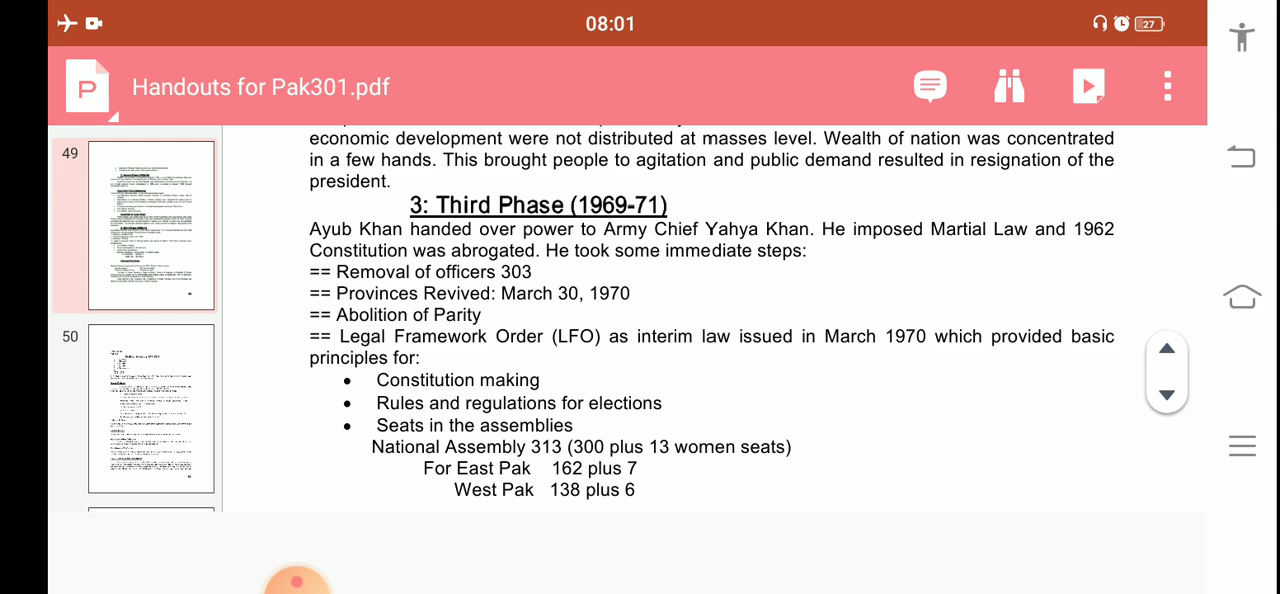 08:01
27
P
Handouts for Pak301.pdf
49
50
economic development were not distributed at masses level. Wealth of nation was concentrated
in a few hands. This brought people to agitation and public demand resulted in resignation of the
president.
3: Third Phase (1969-71)
Ayub Khan handed over power to Army Chief Yahya Khan. He imposed Martial Law and 1962
Constitution was abrogated. He took some immediate steps:
== Removal of officers 303
== Provinces Revived: March 30, 1970
== Abolition of Parity
== Legal Framework Order (LFO) as interim law issued in March 1970 which provided basic
principles for:
• Constitution making
• Rules and regulations for elections
• Seats in the assemblies
National Assembly 313 (300 plus 13 women seats)
For East Pak 162 plus 7
West Pak 138 plus 6